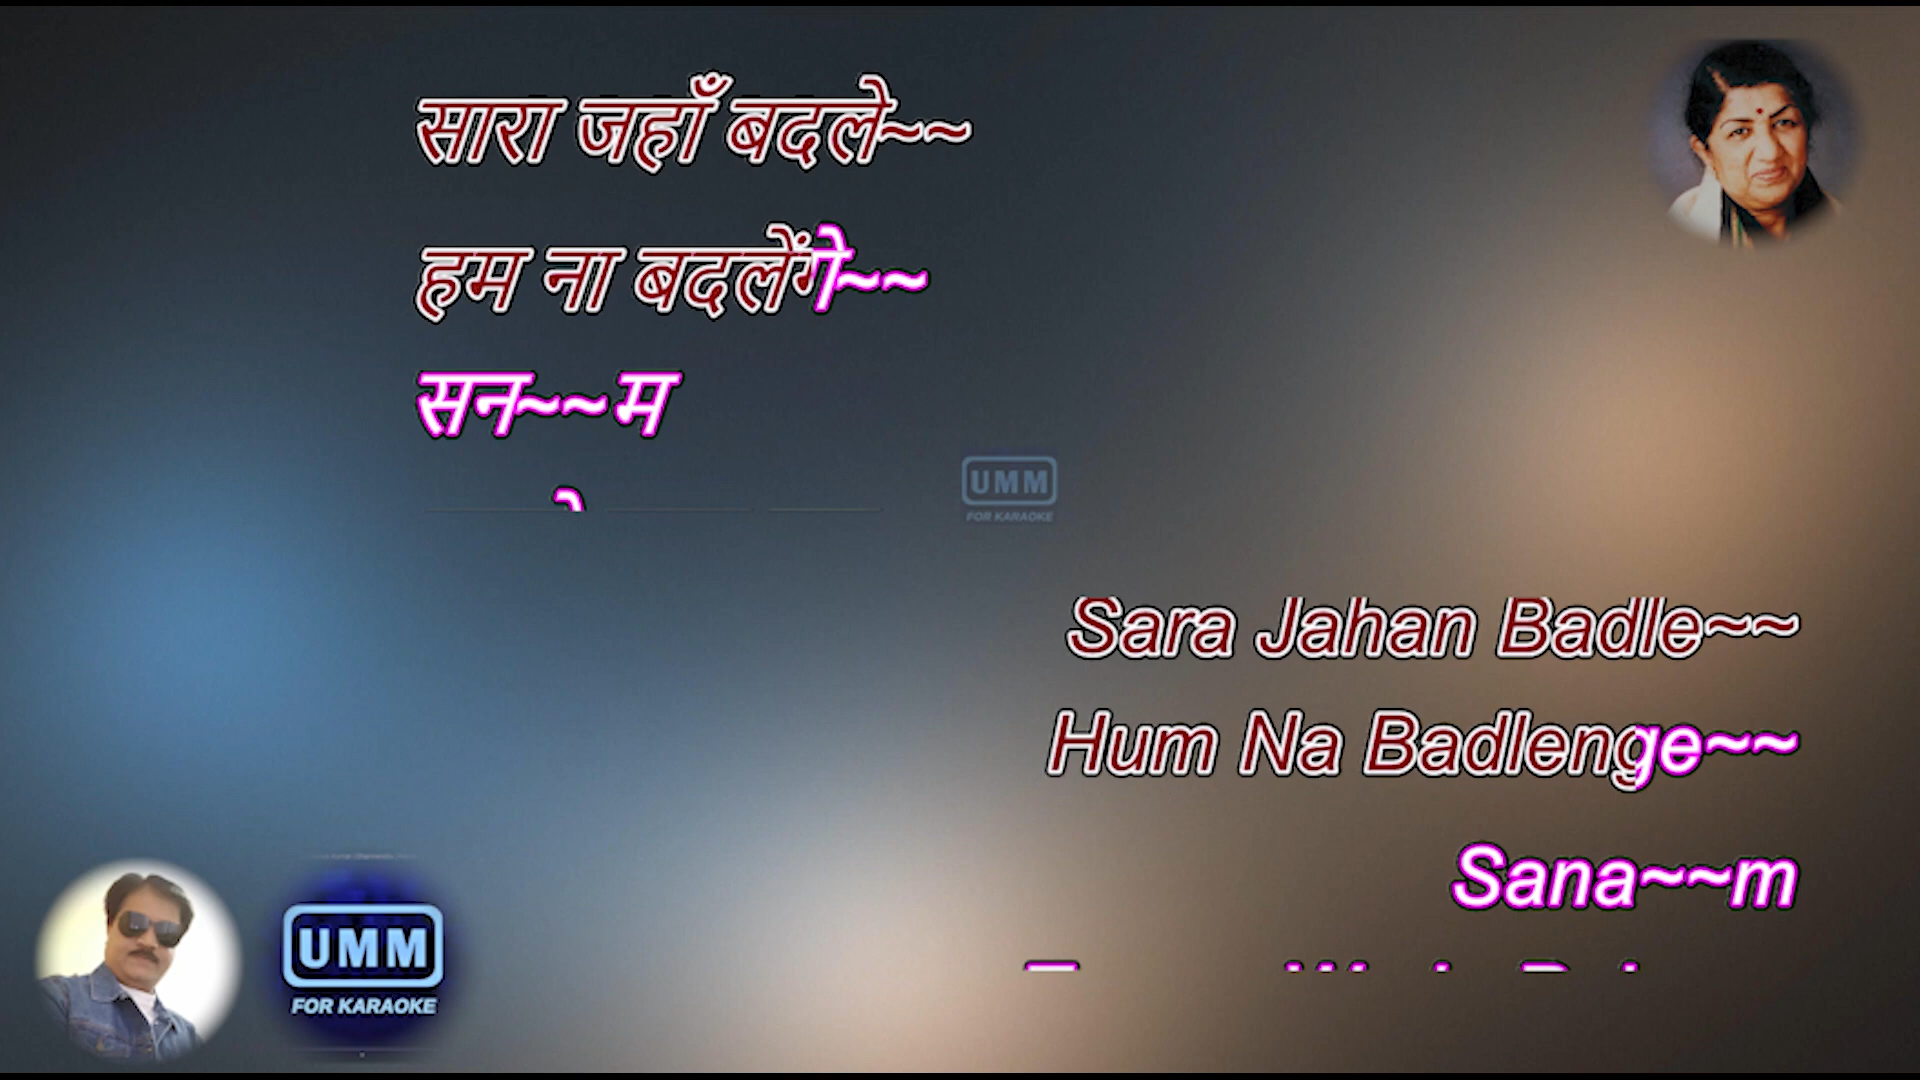 सारा जहाँ बदले~~
हम ना बदलेंगे~~
सन~~म
UMM
FOR KARAOKE
Sara Jahan Badle~~
Hum Na Badlenge~~
Sana~~m
UMM
FOR KARAOKE